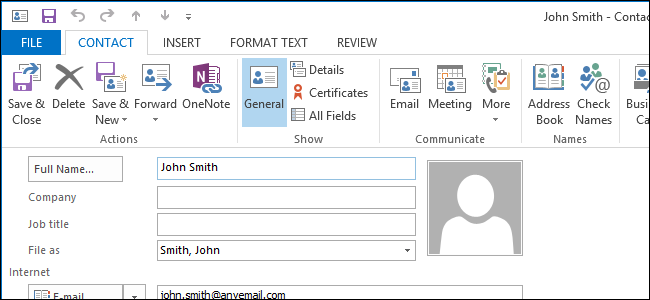 John Smith - Contac
FILE CONTACT INSERT FORMAT TEXT REVIEW
Save & Close Delete Save & New Forward OneNote General Details Certificates All Fields Email Meeting More Address Book Check Names Busin Ca
Actions Show Communicate Names
Full Name... John Smith
Company
Job title
File as Smith, John
Internet
E-mail john.smith@anyemail.com